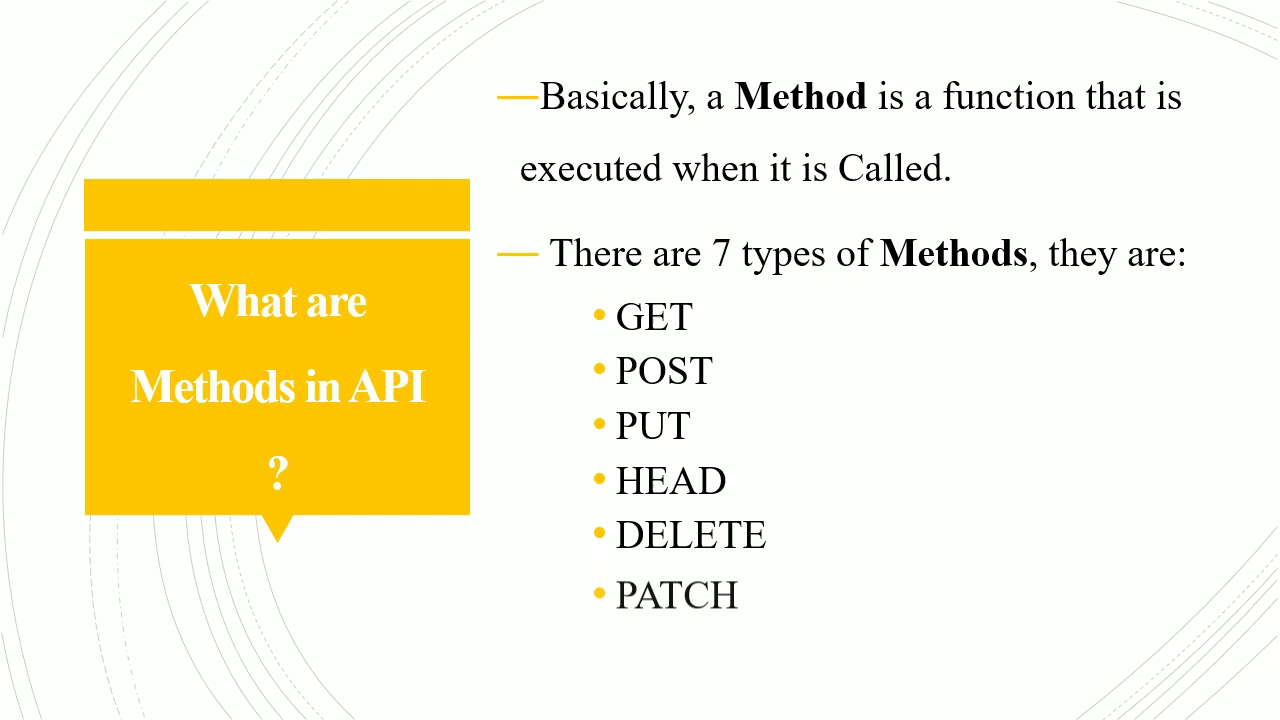 What are
Methods in API
?
—Basically, a Method is a function that is
executed when it is Called.
— There are 7 types of Methods, they are:
• GET
• POST
• PUT
• HEAD
• DELETE
• PATCH